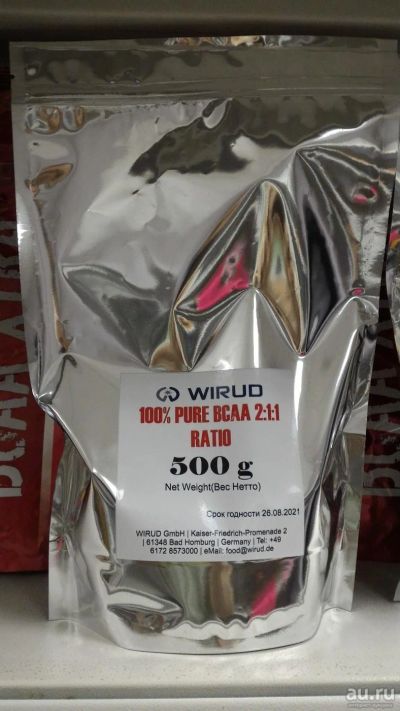 WIRUD
100% PURE BCAA 2:1:1
RATIO
500 g
Net Weight(Вес Нетто)
Срок годности 26.08.2021
WIRUD GmbH | Kaiser-Friedrich-Promenade 2
| 61348 Bad Homburg | Germany | Tel: +49
6172 8573000 | eMail: food@wirud.de
BCAA XTRA
au.ru